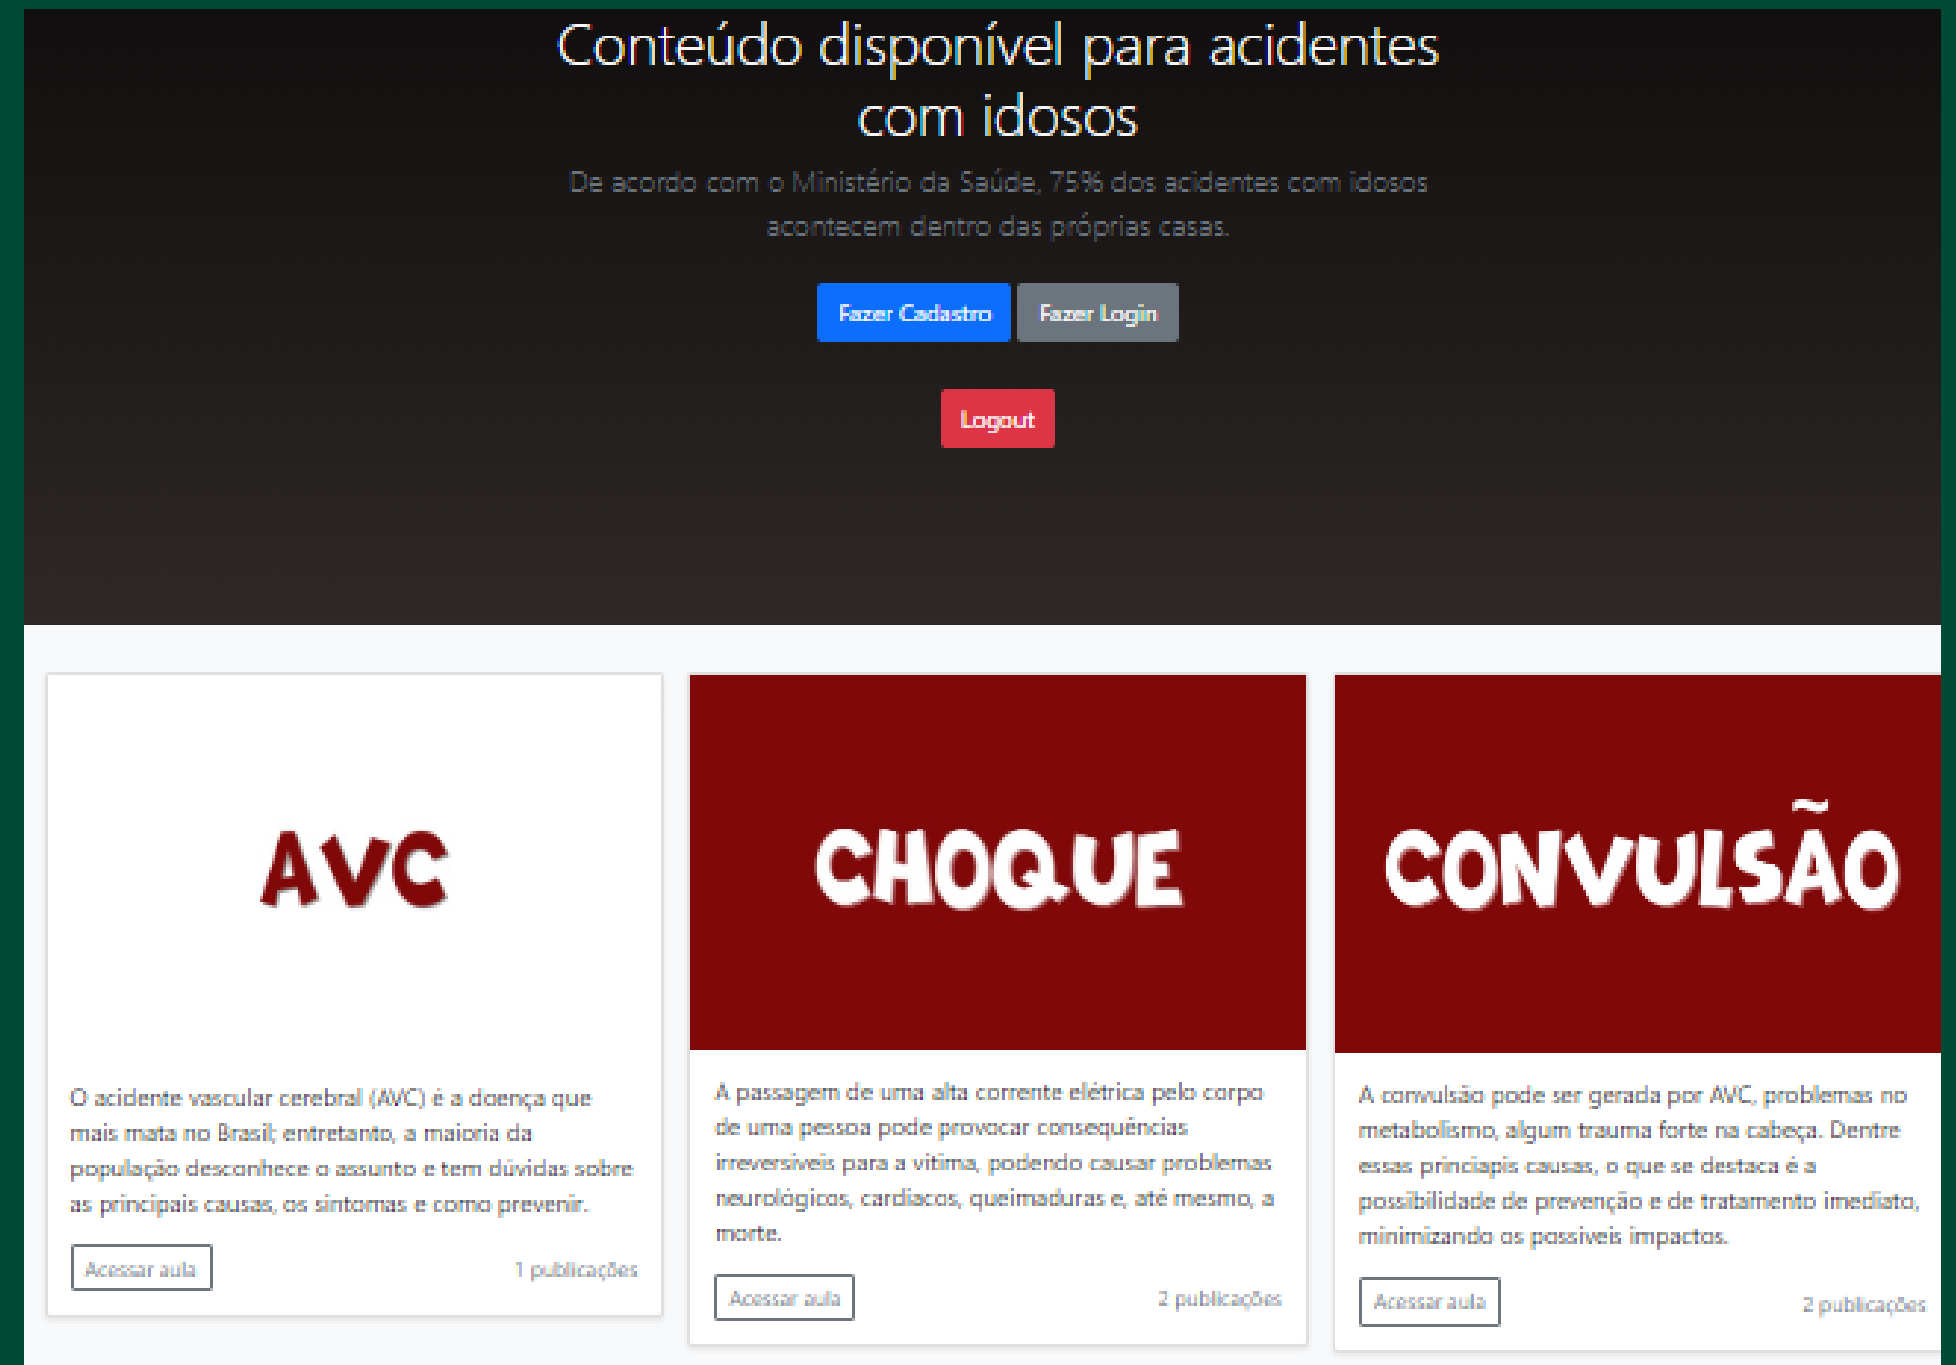 Conteúdo disponível para acidentes
com idosos
De acordo com o Ministério da Saúde, 75% dos acidentes com idosos
acontecem dentro das próprias casas.
Fazer Cadastro Fazer Login
Logout
AVC
O acidente vascular cerebral (AVC) é a doença que
mais mata no Brasil; entretanto, a maioria da
população desconhece o assunto e tem dúvidas sobre
as principais causas, os sintomas e como prevenir.
Acessar aula 1 publicações
CHOQUE
A passagem de uma alta corrente elétrica pelo corpo
de uma pessoa pode provocar consequências
irreversíveis para a vítima, podendo causar problemas
neurológicos, cardíacos, queimaduras e, até mesmo, a
morte.
Acessar aula 2 publicações
CONVULSÃO
A convulsão pode ser gerada por AVC, problemas no
metabolismo, algum trauma forte na cabeça. Dentre
essas princiapis causas, o que se destaca é a
possibilidade de prevenção e de tratamento imediato,
minimizando os possíveis impactos.
Acessar aula 2 publicações